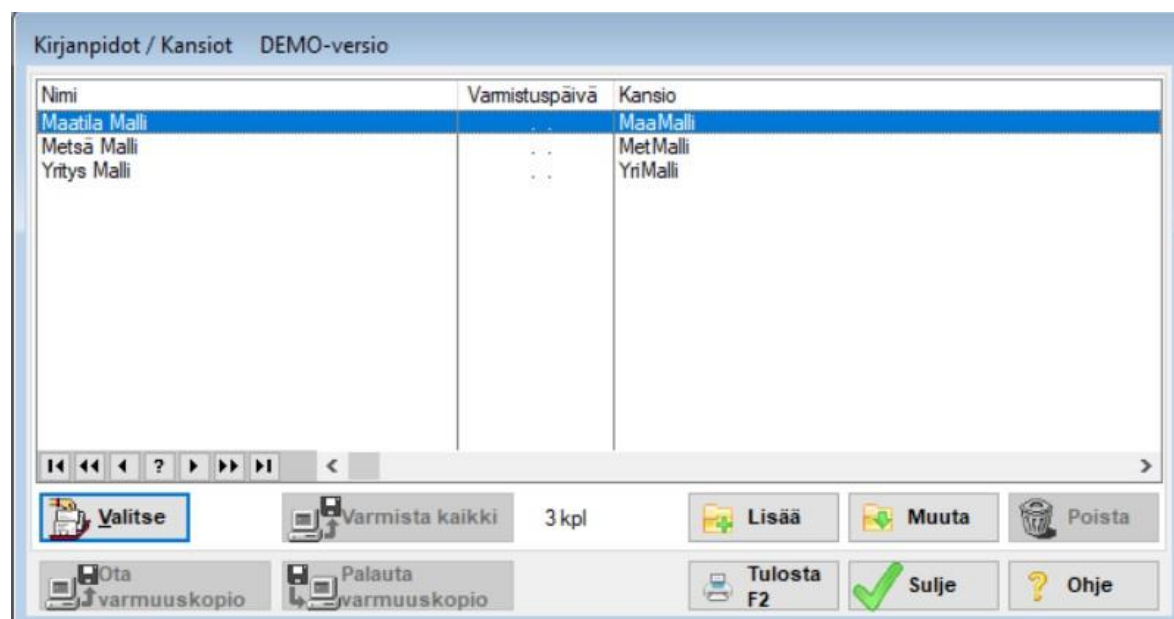 Kirjanpidot / Kansiot DEMO-versio
Nimi Varmistuspäivä Kansio
Maatila Malli . . MaaMalli
Metsä Malli . . MetMalli
Yritys Malli . . YriMalli
?
Valitse Varmista kaikki 3 kpl Lisää Muuta Poista
Ota varmuuskopio
Palauta varmuuskopio
Tulosta F2
Sulje Ohje